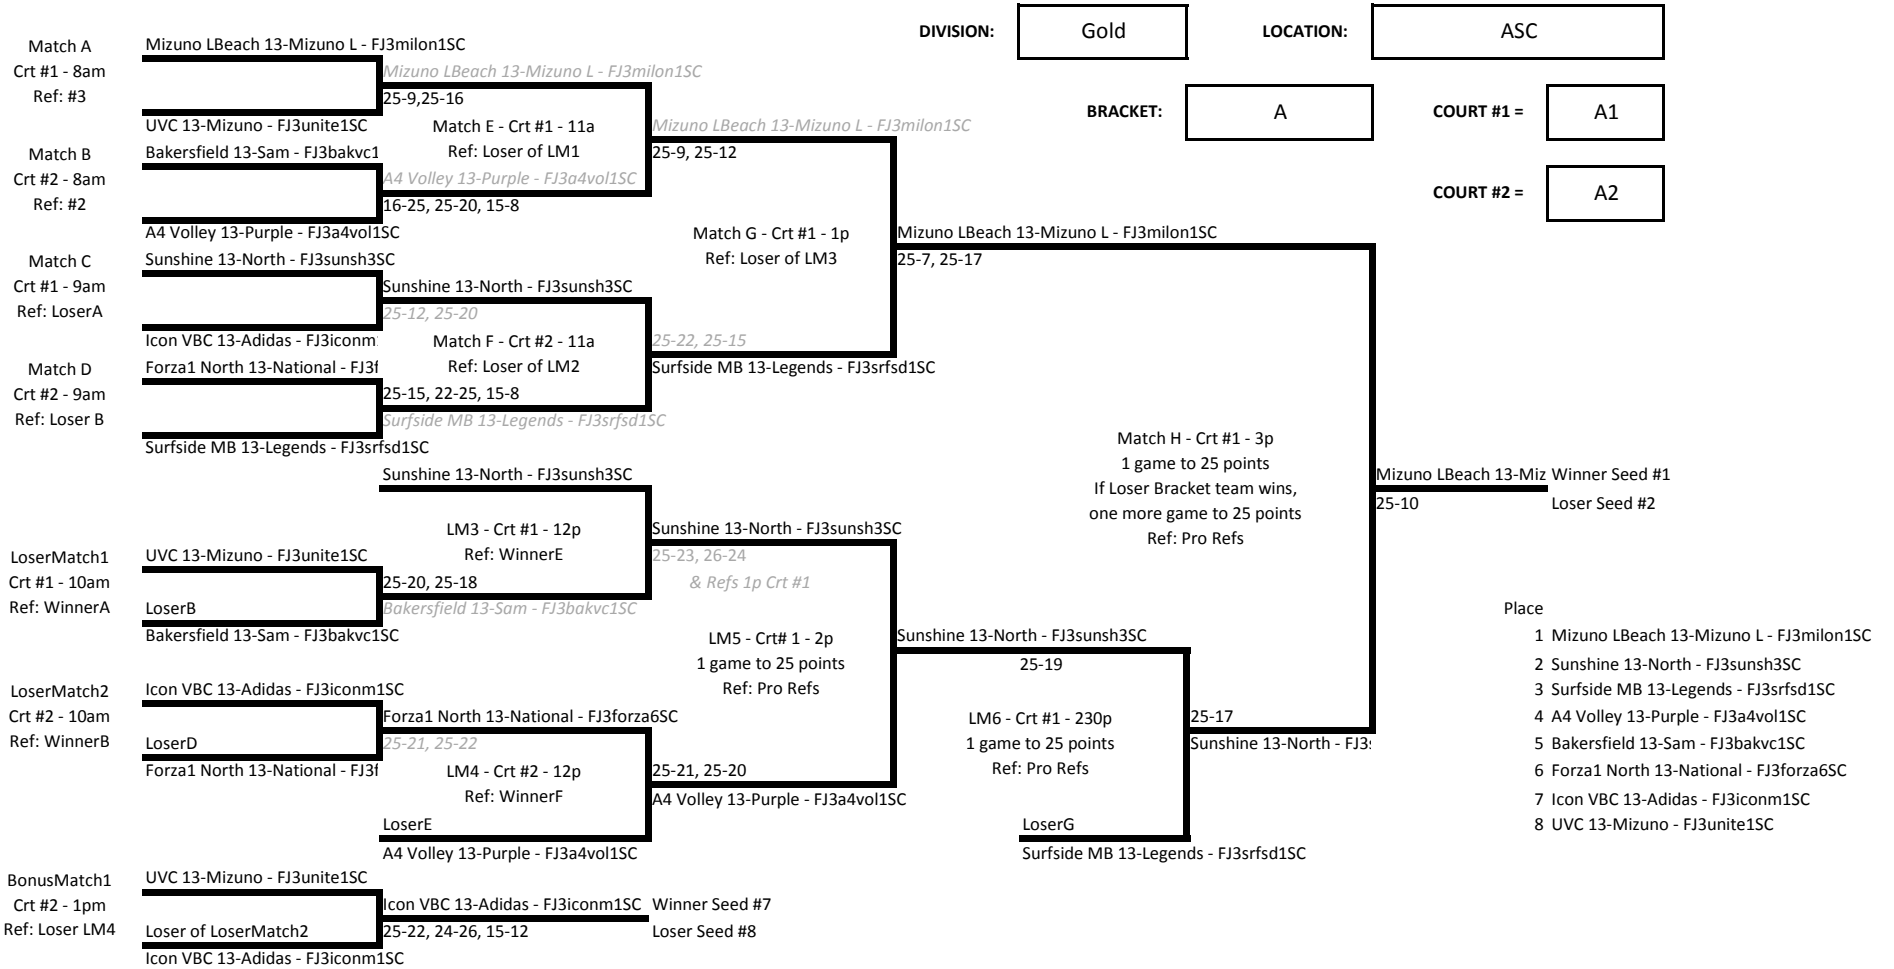 DIVISION: Gold LOCATION: ASC
BRACKET: A COURT #1 = A1
COURT #2 = A2
Match A
Crt #1 - 8am
Ref: #3
Mizuno LBeach 13-Mizuno L - FJ3milon1SC
UVC 13-Mizuno - FJ3unite1SC
Match B
Crt #2 - 8am
Ref: #2
Bakersfield 13-Sam - FJ3bakvc1
A4 Volley 13-Purple - FJ3a4vol1SC
Match C
Crt #1 - 9am
Ref: LoserA
Sunshine 13-North - FJ3sunsh3SC
Icon VBC 13-Adidas - FJ3iconm
Match D
Crt #2 - 9am
Ref: Loser B
Forza1 North 13-National - FJ3f
Surfside MB 13-Legends - FJ3srfsd1SC
Mizuno LBeach 13-Mizuno L - FJ3milon1SC
25-9,25-16
Match E - Crt #1 - 11a
Ref: Loser of LM1
A4 Volley 13-Purple - FJ3a4vol1SC
16-25, 25-20, 15-8
Sunshine 13-North - FJ3sunsh3SC
25-12, 25-20
Match F - Crt #2 - 11a
Ref: Loser of LM2
25-15, 22-25, 15-8
Surfside MB 13-Legends - FJ3srfsd1SC
Mizuno LBeach 13-Mizuno L - FJ3milon1SC
25-9, 25-12
Match G - Crt #1 - 1p
Ref: Loser of LM3
25-22, 25-15
Surfside MB 13-Legends - FJ3srfsd1SC
Mizuno LBeach 13-Mizuno L - FJ3milon1SC
25-7, 25-17
Match H - Crt #1 - 3p
1 game to 25 points
If Loser Bracket team wins,
one more game to 25 points
Ref: Pro Refs
Mizuno LBeach 13-Miz Winner Seed #1
25-10 Loser Seed #2
LoserMatch1
Crt #1 - 10am
Ref: WinnerA
UVC 13-Mizuno - FJ3unite1SC
LoserB
Bakersfield 13-Sam - FJ3bakvc1SC
LoserMatch2
Crt #2 - 10am
Ref: WinnerB
Icon VBC 13-Adidas - FJ3iconm1SC
LoserD
Forza1 North 13-National - FJ3f
Sunshine 13-North - FJ3sunsh3SC
LM3 - Crt #1 - 12p
Ref: WinnerE
25-20, 25-18
Bakersfield 13-Sam - FJ3bakvc1SC
Forza1 North 13-National - FJ3forza6SC
25-21, 25-22
LM4 - Crt #2 - 12p
Ref: WinnerF
LoserE
A4 Volley 13-Purple - FJ3a4vol1SC
Sunshine 13-North - FJ3sunsh3SC
25-23, 26-24
& Refs 1p Crt #1
LM5 - Crt# 1 - 2p
1 game to 25 points
Ref: Pro Refs
25-21, 25-20
A4 Volley 13-Purple - FJ3a4vol1SC
Sunshine 13-North - FJ3sunsh3SC
25-19
LM6 - Crt #1 - 230p
1 game to 25 points
Ref: Pro Refs
LoserG
Surfside MB 13-Legends - FJ3srfsd1SC
25-17
Sunshine 13-North - FJ3s
Place
1 Mizuno LBeach 13-Mizuno L - FJ3milon1SC
2 Sunshine 13-North - FJ3sunsh3SC
3 Surfside MB 13-Legends - FJ3srfsd1SC
4 A4 Volley 13-Purple - FJ3a4vol1SC
5 Bakersfield 13-Sam - FJ3bakvc1SC
6 Forza1 North 13-National - FJ3forza6SC
7 Icon VBC 13-Adidas - FJ3iconm1SC
8 UVC 13-Mizuno - FJ3unite1SC
BonusMatch1
Crt #2 - 1pm
Ref: Loser LM4
UVC 13-Mizuno - FJ3unite1SC
Loser of LoserMatch2
Icon VBC 13-Adidas - FJ3iconm1SC
Icon VBC 13-Adidas - FJ3iconm1SC Winner Seed #7
25-22, 24-26, 15-12 Loser Seed #8